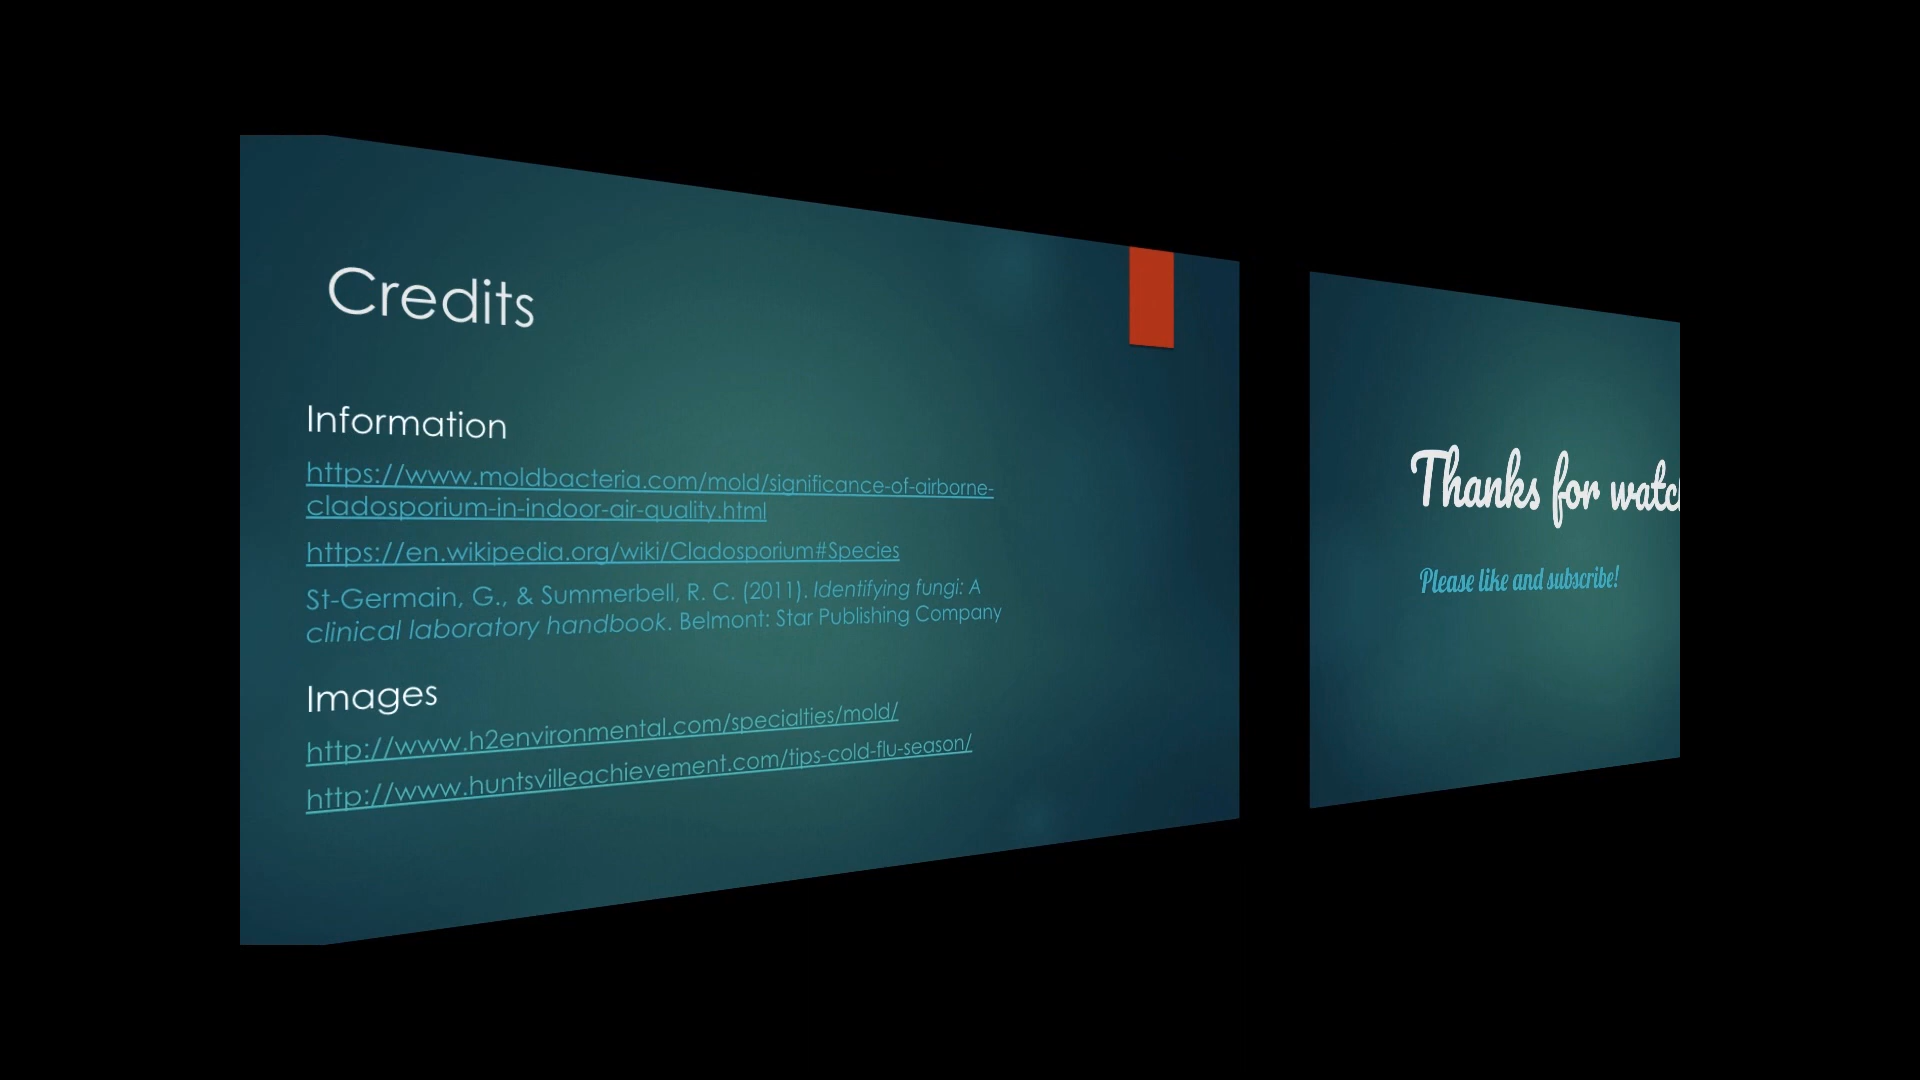 Credits
Information
https://www.moldbacteria.com/mold/significance-of-airborne-
cladosporium-in-indoor-air-quality.html
https://en.wikipedia.org/wiki/Cladosporium#Species
St-Germain, G., & Summerbell, R. C. (2011). Identifying fungi: A
clinical laboratory handbook. Belmont: Star Publishing Company
Images
http://www.h2environmental.com/specialties/mold/
http://www.huntsvilleachievement.com/tips-cold-flu-season/
Thanks for watc
Please like and subscribe!